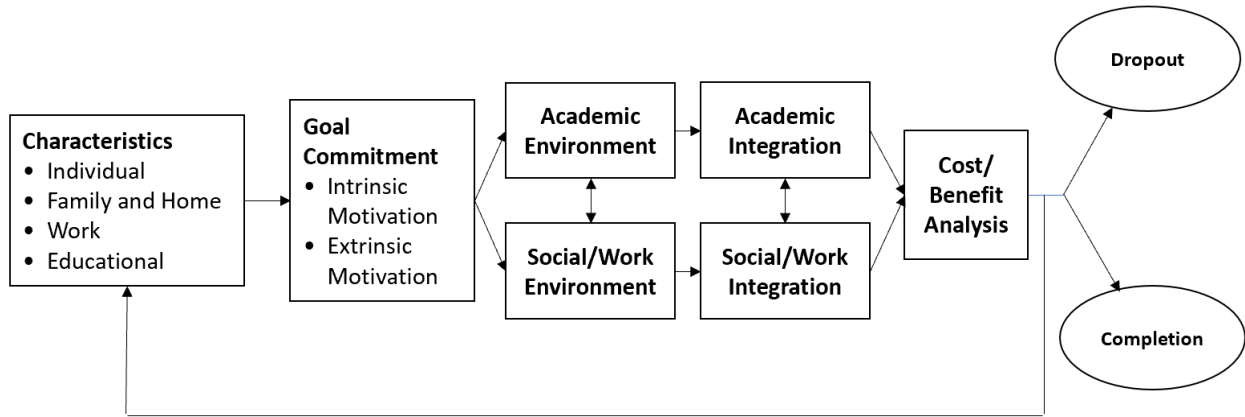 Characteristics
• Individual
• Family and Home
• Work
• Educational
Goal
Commitment
• Intrinsic
Motivation
• Extrinsic
Motivation
Academic
Environment
Social/Work
Environment
Academic
Integration
Social/Work
Integration
Cost/
Benefit
Analysis
Dropout
Completion